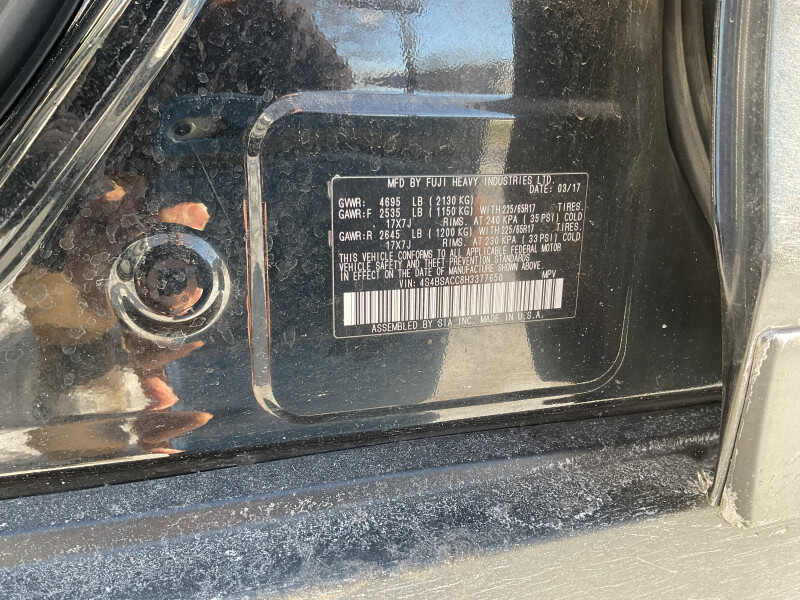 MFD BY FUJI HEAVY INDUSTRIES LTD.
DATE: 03/17
GVWR: 4695 LB (2130 KG)
GAWR:F 2535 LB (1150 KG) WITH 225/65R17 TIRES.
17X7J RIMS. AT 240 KPA (35 PSI) COLD
GAWR:R 2645 LB (1200 KG) WITH 225/65R17 TIRES.
17X7J RIMS. AT 230 KPA (33 PSI) COLD
THIS VEHICLE CONFORMS TO ALL APPLICABLE FEDERAL MOTOR
VEHICLE SAFETY AND THEFT PREVENTION STANDARDS
IN EFFECT ON THE DATE OF MANUFACTURE SHOWN ABOVE.
VIN: 4S4BSACC8H3377650 MPV
ASSEMBLED BY SIA INC. MADE IN U.S.A.